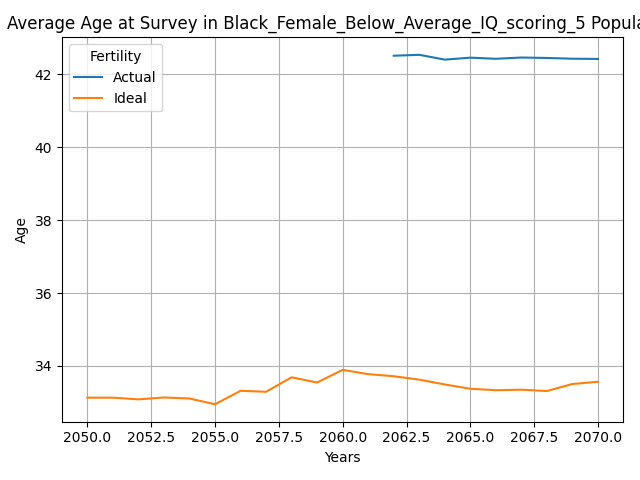 Average Age at Survey in Black_Female_Below_Average_IQ_scoring_5 Popula
Fertility
Actual
Ideal
42
40
38
36
34
Age
2050.0 2052.5 2055.0 2057.5 2060.0 2062.5 2065.0 2067.5 2070.0
Years